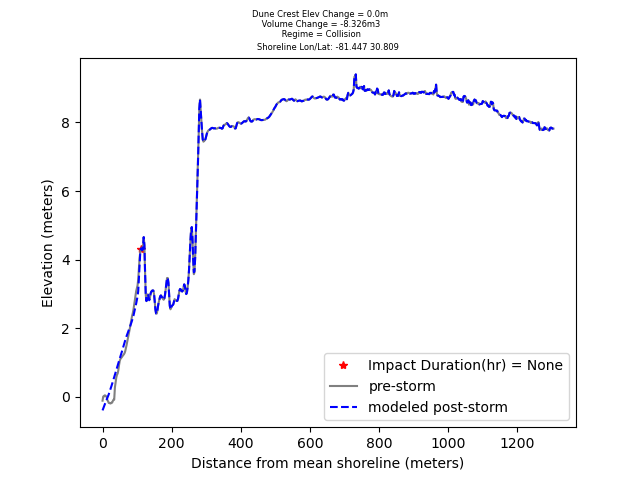 Dune Crest Elev Change = 0.0m
Volume Change = -8.326m3
Regime = Collision
Shoreline Lon/Lat: -81.447 30.809
8
6
4
2
0
Elevation (meters)
Impact Duration(hr) = None
pre-storm
modeled post-storm
0 200 400 600 800 1000 1200
Distance from mean shoreline (meters)